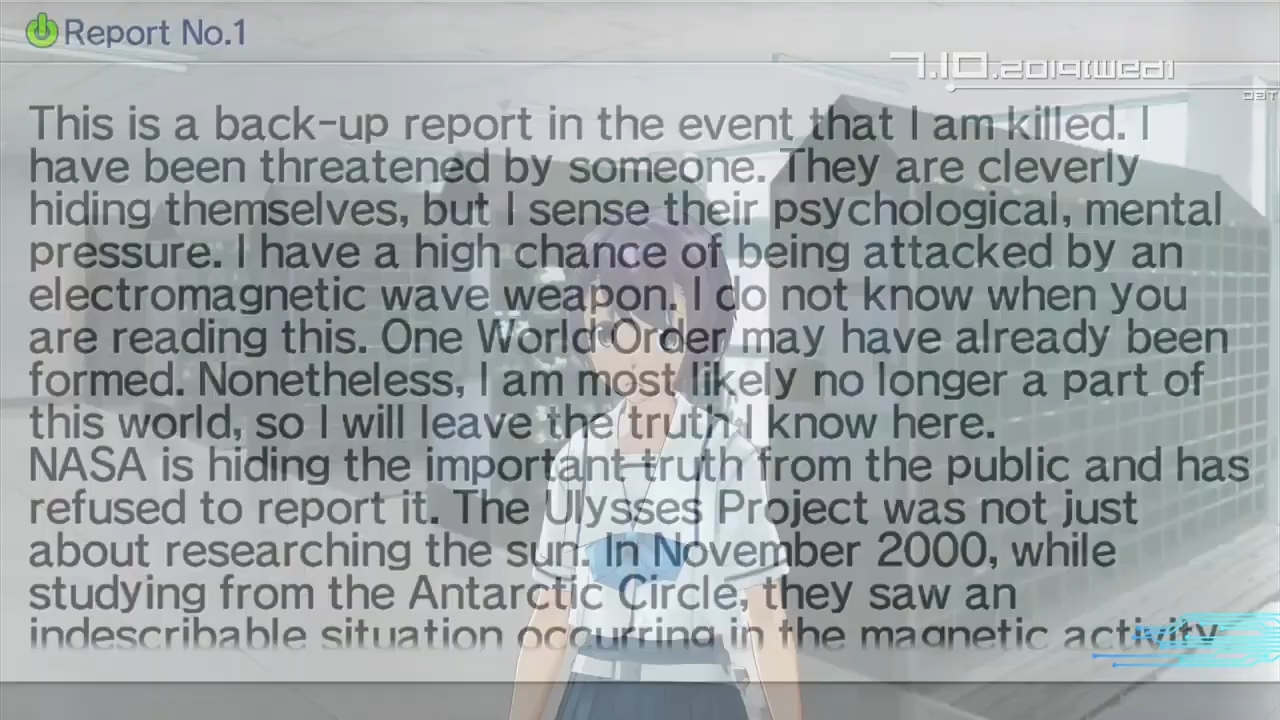 Report No.1
7.10.2019[wed]
DAT
This is a back-up report in the event that I am killed. I
have been threatened by someone. They are cleverly
hiding themselves, but I sense their psychological, mental
pressure. I have a high chance of being attacked by an
electromagnetic wave weapon. I do not know when you
are reading this. One World Order may have already been
formed. Nonetheless, I am most likely no longer a part of
this world, so I will leave the truth I know here.
NASA is hiding the important truth from the public and has
refused to report it. The Ulysses Project was not just
about researching the sun. In November 2000, while
studying from the Antarctic Circle, they saw an
indescribable situation occurring in the magnetic activity